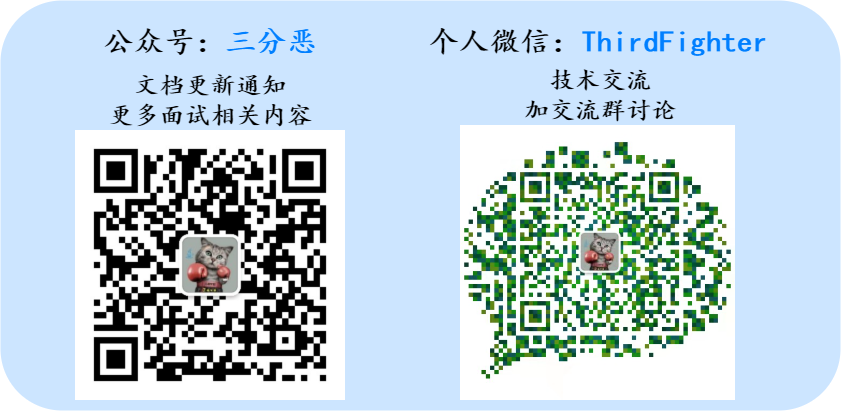 公众号：三分恶
文档更新通知
更多面试相关内容
个人微信：ThirdFighter
技术交流
加交流群讨论